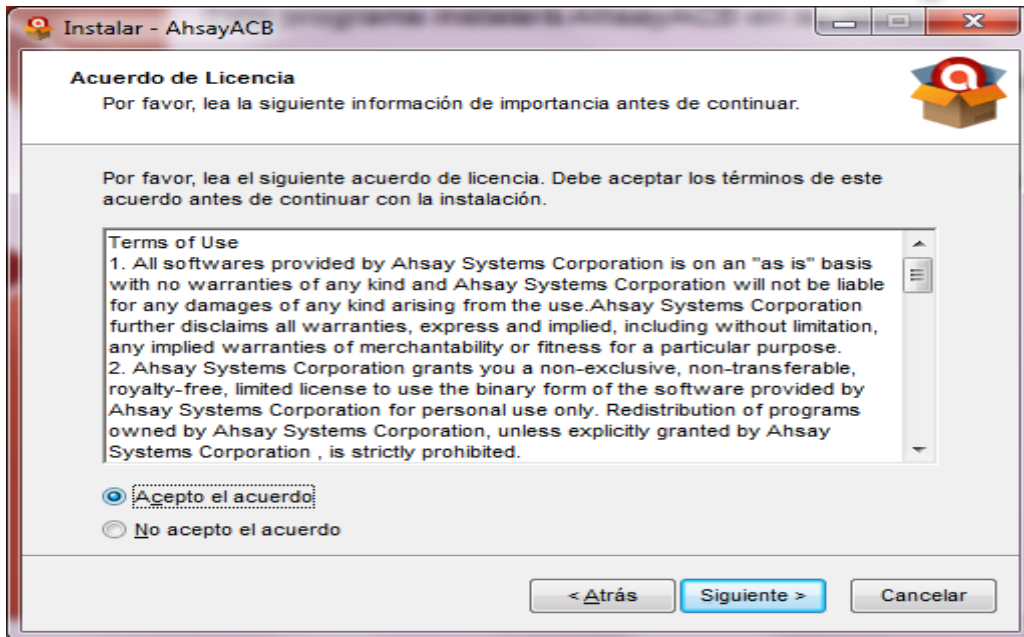 Instalar - AhsayACB
Acuerdo de Licencia
Por favor, lea la siguiente información de importancia antes de continuar.
Por favor, lea el siguiente acuerdo de licencia. Debe aceptar los términos de este
acuerdo antes de continuar con la instalación.
Terms of Use
1. All softwares provided by Ahsay Systems Corporation is on an "as is" basis
with no warranties of any kind and Ahsay Systems Corporation will not be liable
for any damages of any kind arising from the use.Ahsay Systems Corporation
further disclaims all warranties, express and implied, including without limitation,
any implied warranties of merchantability or fitness for a particular purpose.
2. Ahsay Systems Corporation grants you a non-exclusive, non-transferable,
royalty-free, limited license to use the binary form of the software provided by
Ahsay Systems Corporation for personal use only. Redistribution of programs
owned by Ahsay Systems Corporation, unless explicitly granted by Ahsay
Systems Corporation , is strictly prohibited.
Acepto el acuerdo
No acepto el acuerdo
< Atrás
Siguiente >
Cancelar